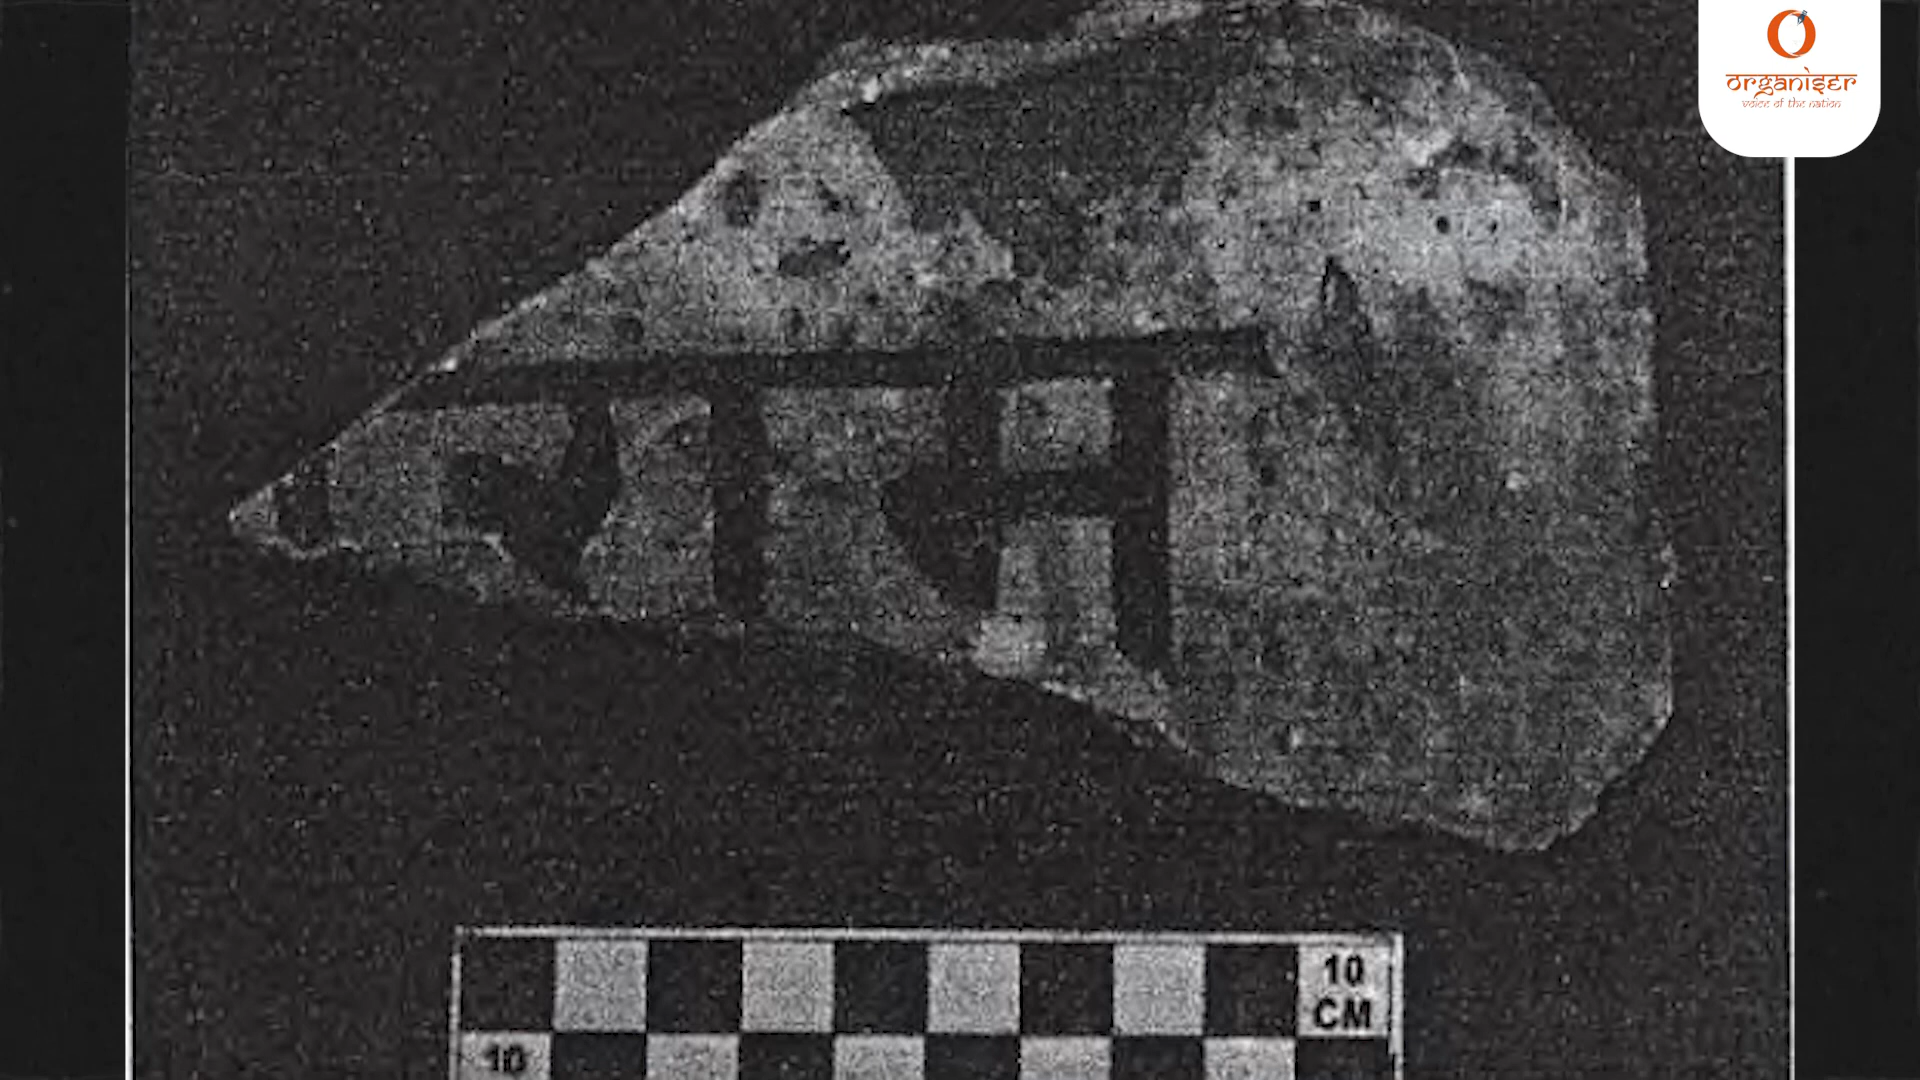 organiser
voice of the nation
राम
10
CM
10